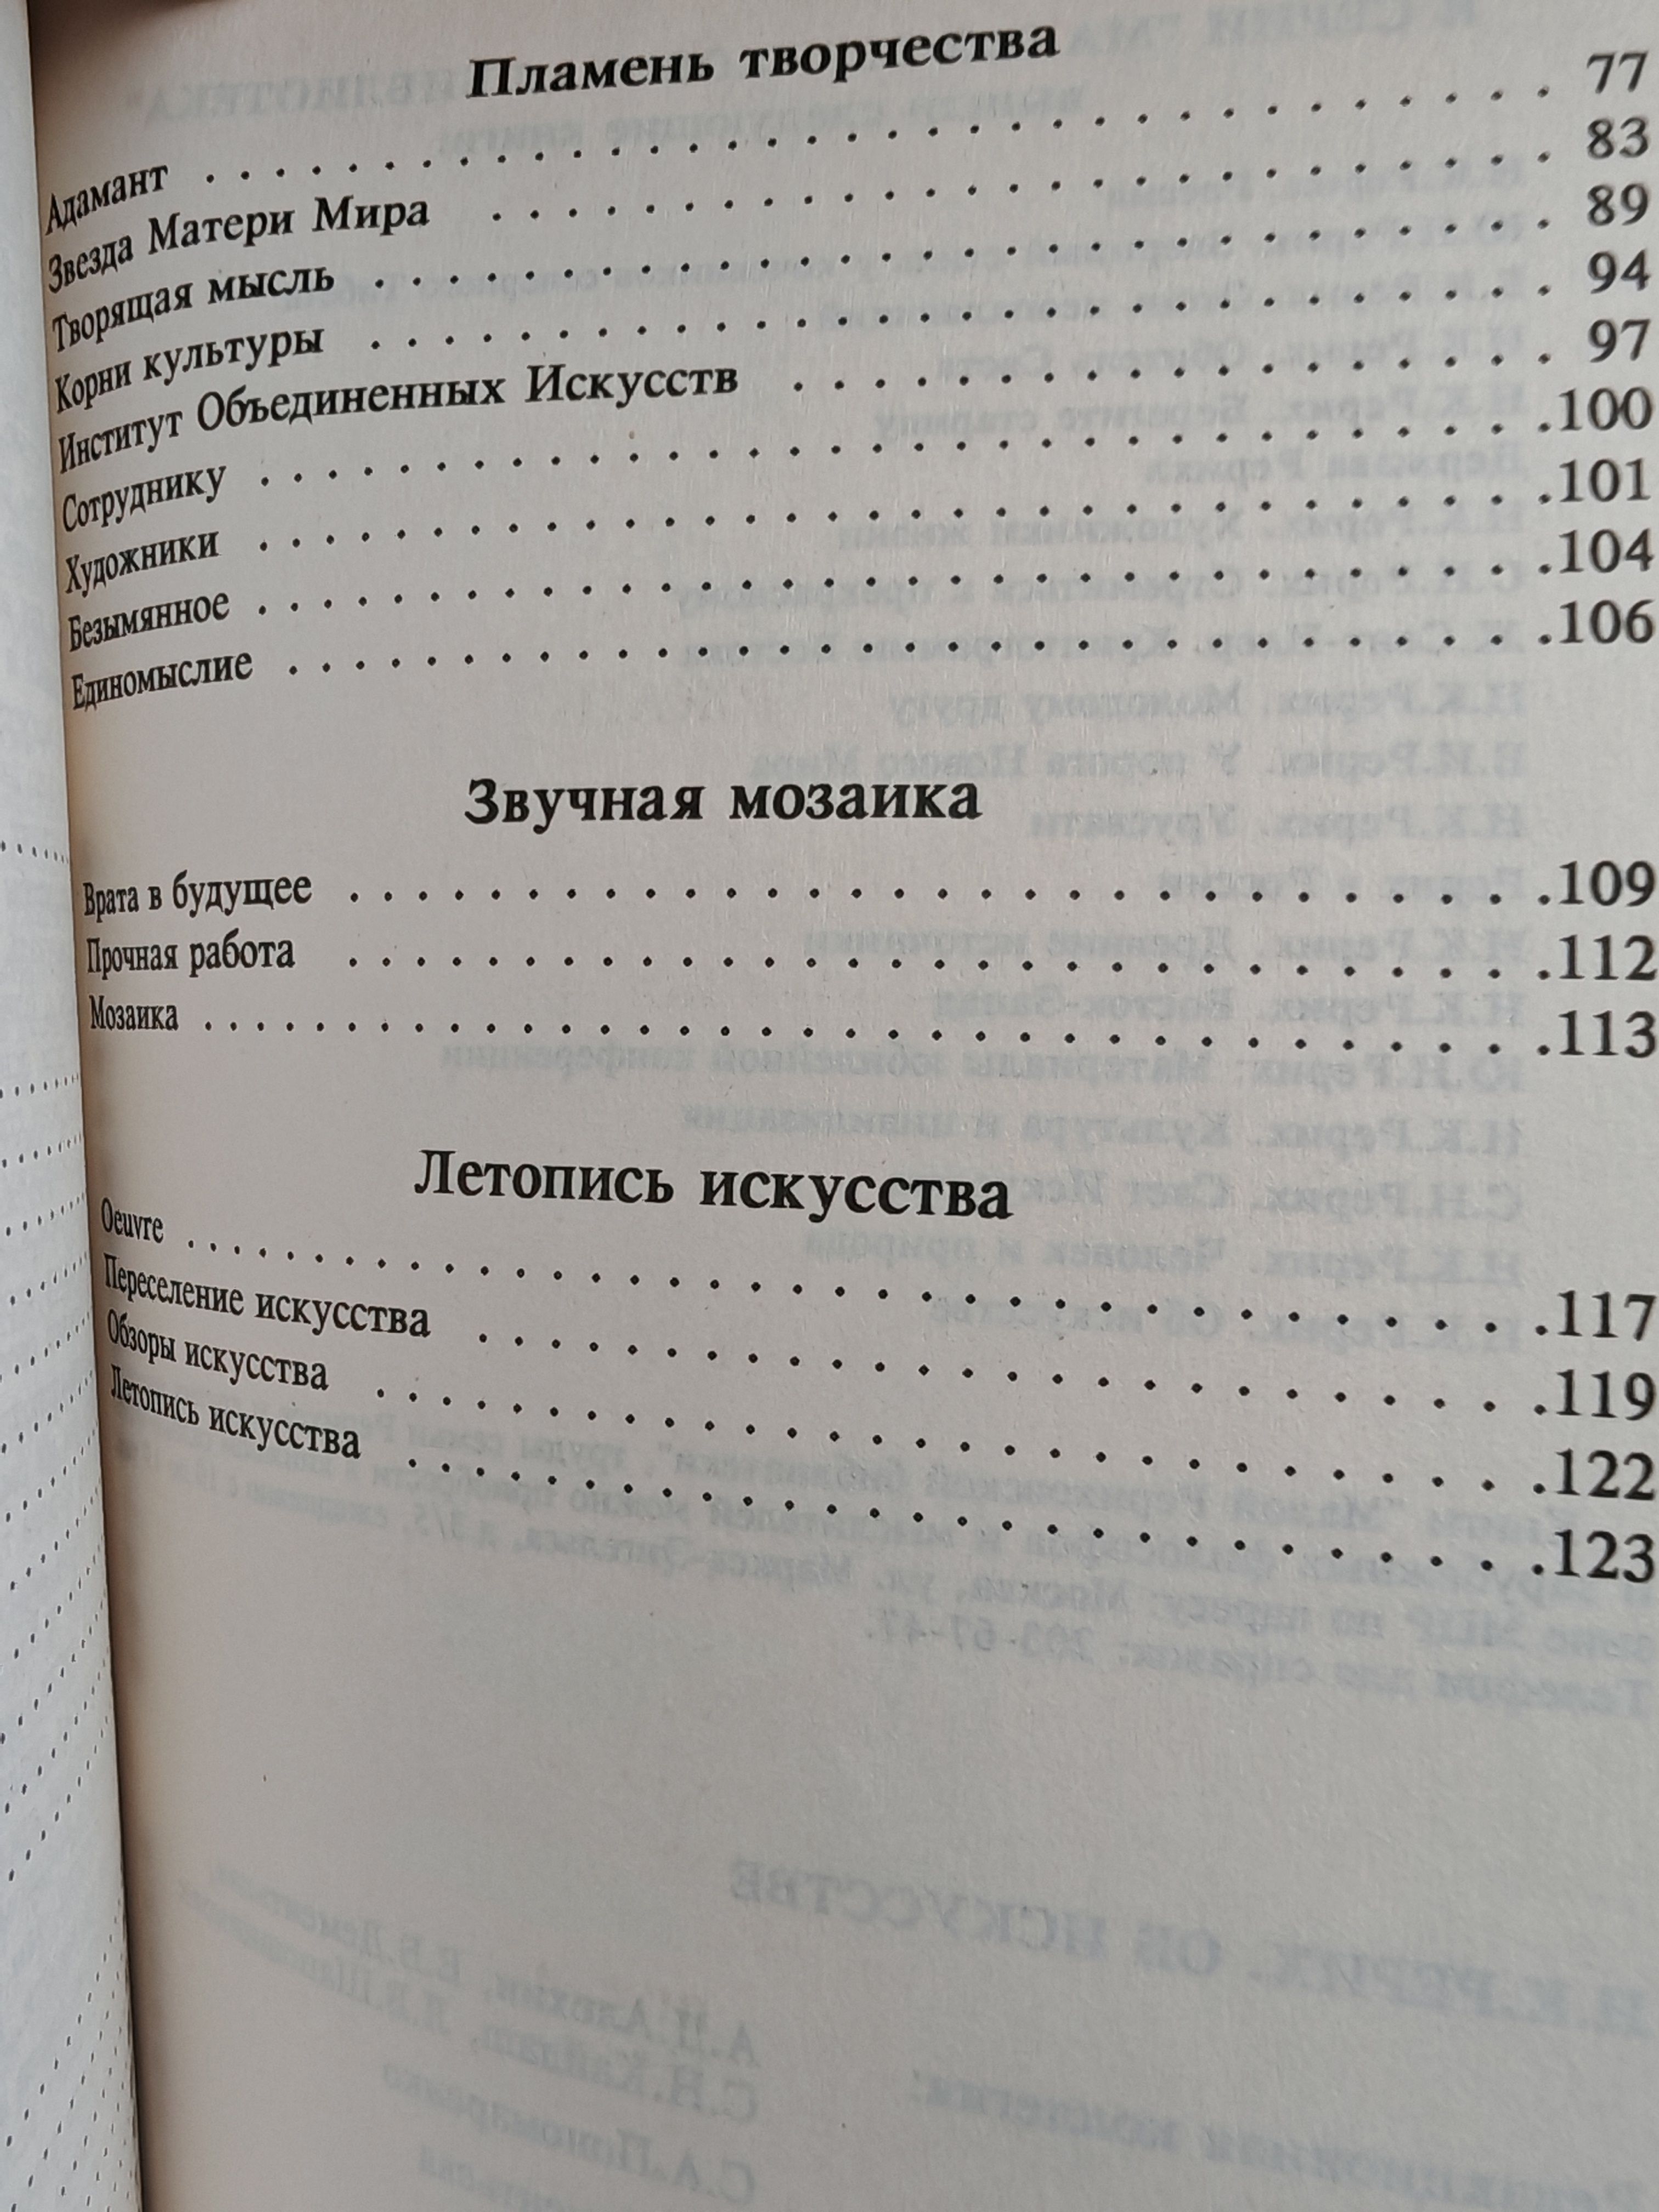 Пламень творчества
Адамант . . . . . . . . . . . . . . . . . . . . . . . . . . . . 77
Звезда Матери Мира . . . . . . . . . . . . . . . . . . . . . 83
Творящая мысль . . . . . . . . . . . . . . . . . . . . . . . 89
Корни культуры . . . . . . . . . . . . . . . . . . . . . . . 94
Институт Объединенных Искусств . . . . . . . . . . . . . . 97
Сотруднику . . . . . . . . . . . . . . . . . . . . . . . . . .100
Художники . . . . . . . . . . . . . . . . . . . . . . . . . .101
Безымянное . . . . . . . . . . . . . . . . . . . . . . . . . .104
Единомыслие . . . . . . . . . . . . . . . . . . . . . . . . .106
Звучная мозаика
Врата в будущее . . . . . . . . . . . . . . . . . . . . . . .109
Прочная работа . . . . . . . . . . . . . . . . . . . . . . .112
Мозаика . . . . . . . . . . . . . . . . . . . . . . . . . . .113
Летопись искусства
Oeuvre . . . . . . . . . . . . . . . . . . . . . . . . . . . .117
Переселение искусства . . . . . . . . . . . . . . . . . . . .119
Обзоры искусства . . . . . . . . . . . . . . . . . . . . . .122
Летопись искусства . . . . . . . . . . . . . . . . . . . . .123